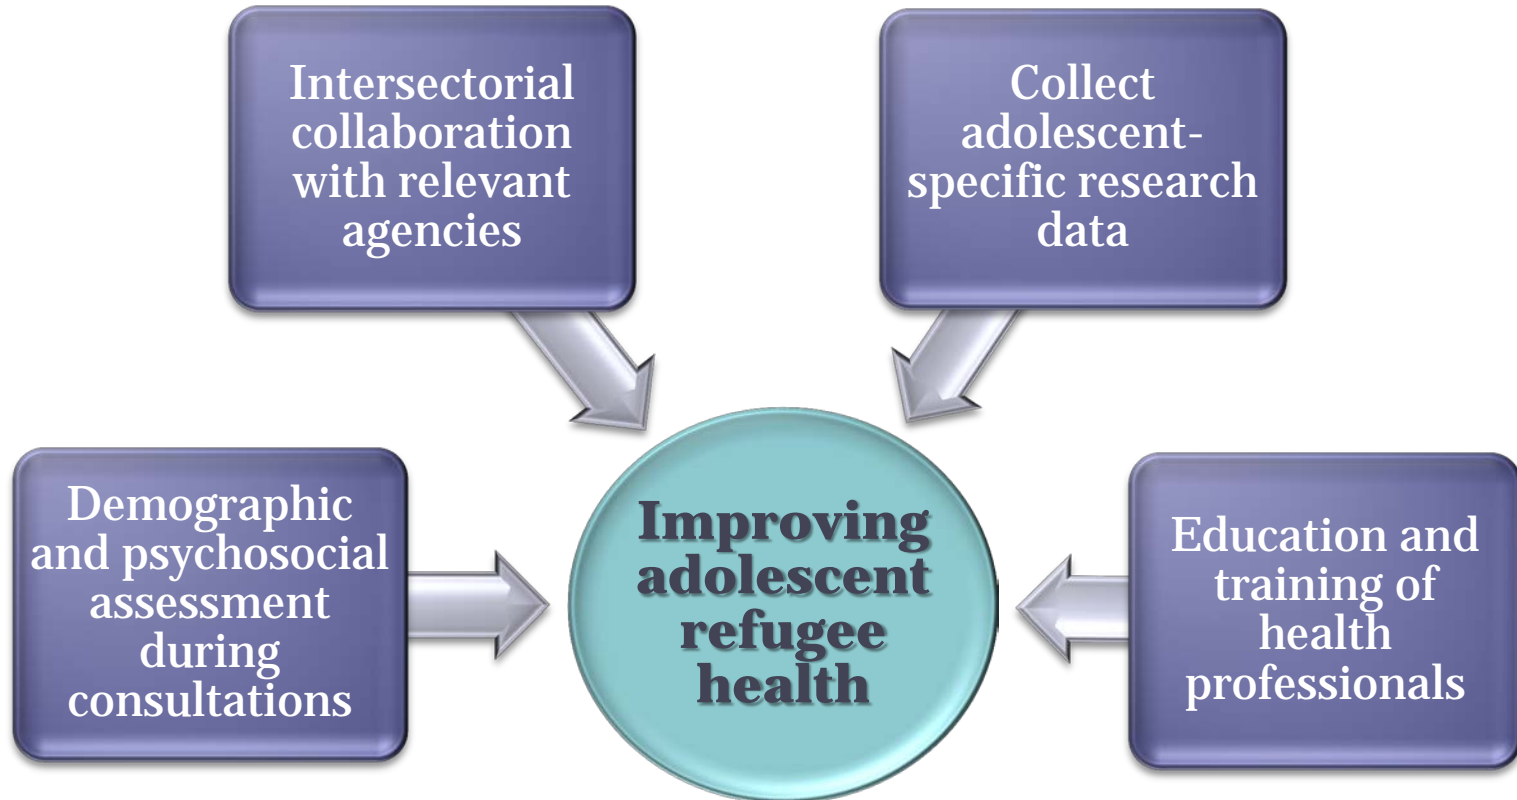 Intersectorial
collaboration
with relevant
agencies
Collect
adolescent-
specific research
data
Demographic
and psychosocial
assessment
during
consultations
Improving
adolescent
refugee
health
Education and
training of
health
professionals